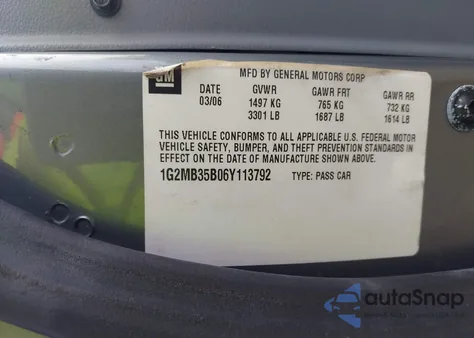 GM
MFD BY GENERAL MOTORS CORP
DATE GVWR GAWR FRT GAWR RR
03/06 1497 KG 765 KG 732 KG
3301 LB 1687 LB 1614 LB
THIS VEHICLE CONFORMS TO ALL APPLICABLE U.S. FEDERAL MOTOR
VEHICLE SAFETY, BUMPER, AND THEFT PREVENTION STANDARDS
IN EFFECT ON THE DATE OF MANUFACTURE SHOWN ABOVE.
1G2MB35B06Y113792 TYPE: PASS CAR
autoSnap